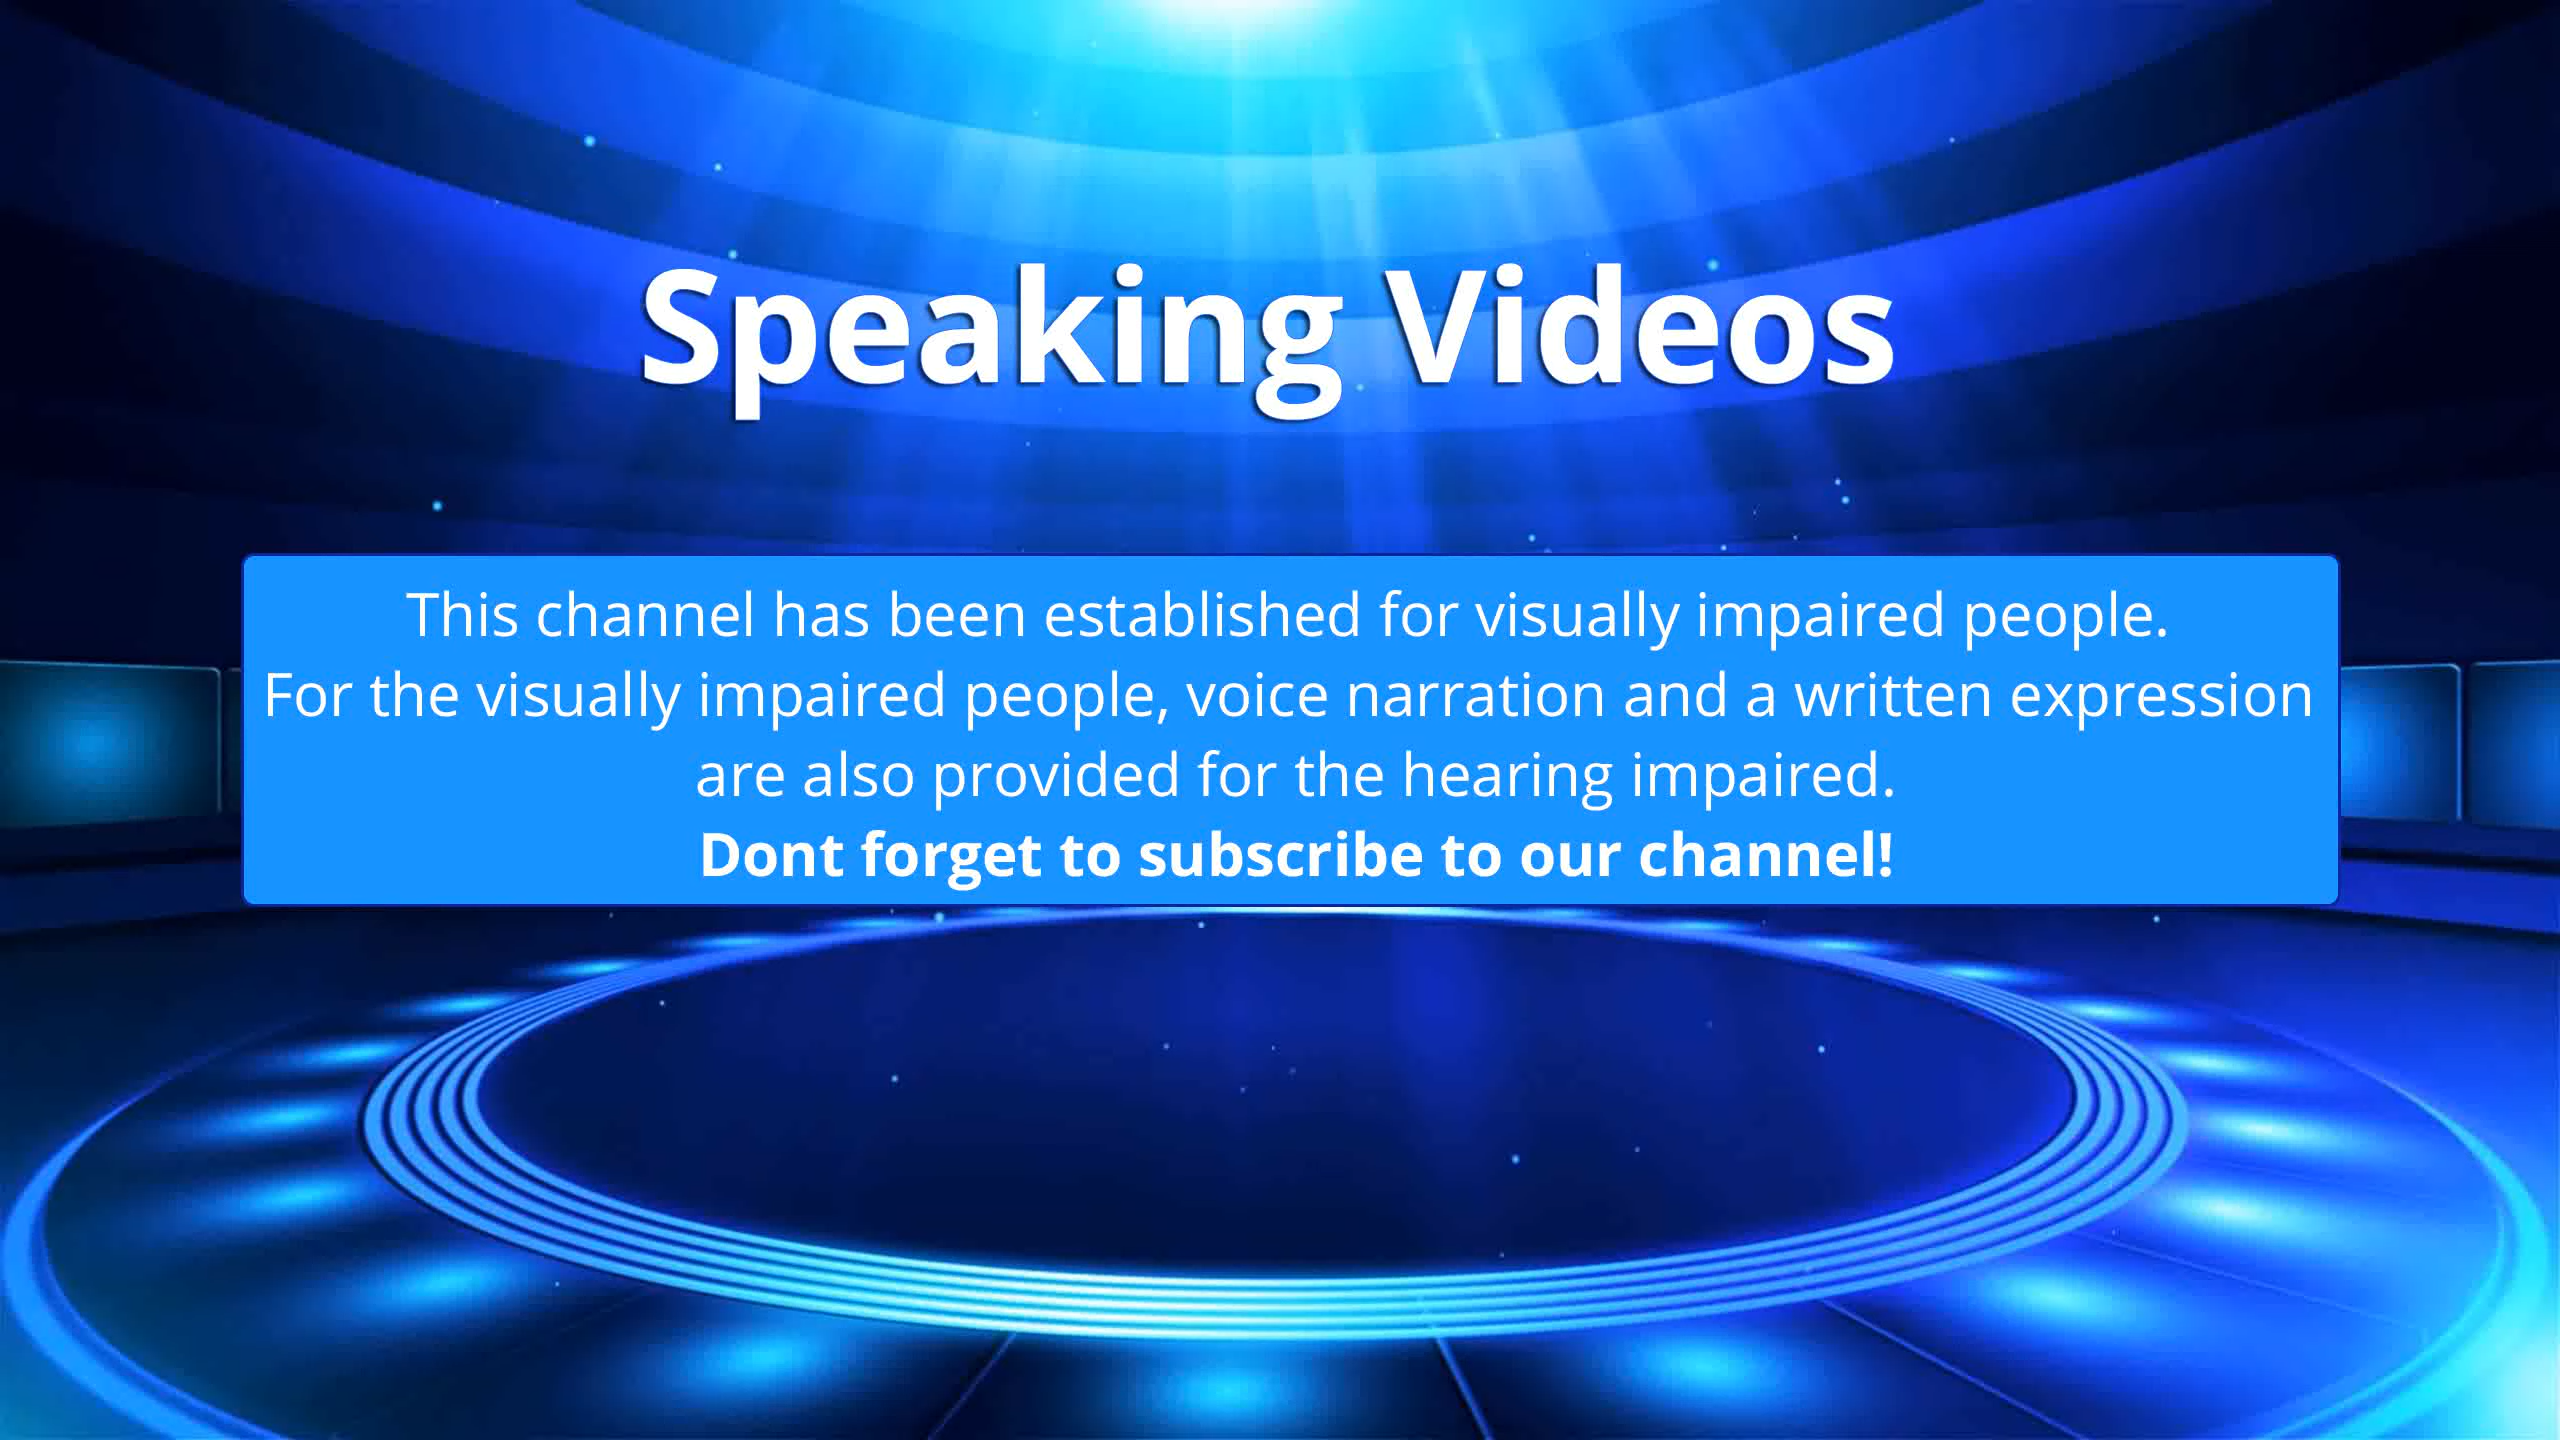 Speaking Videos
This channel has been established for visually impaired people.
For the visually impaired people, voice narration and a written expression
are also provided for the hearing impaired.
Dont forget to subscribe to our channel!